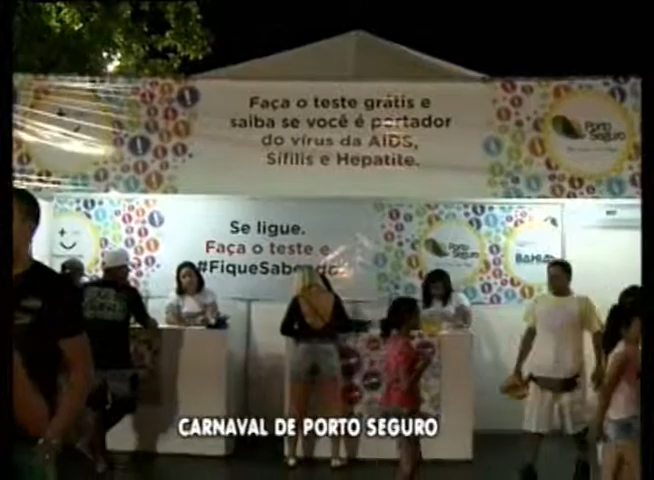 Faça o teste grátis e
saiba se você é portador
do vírus da AIDS,
Sífilis e Hepatite.
Porto
Seguro
Se ligue.
Faça o teste e
#FiqueSabendo
Porto
Seguro
BAHIA
CARNAVAL DE PORTO SEGURO